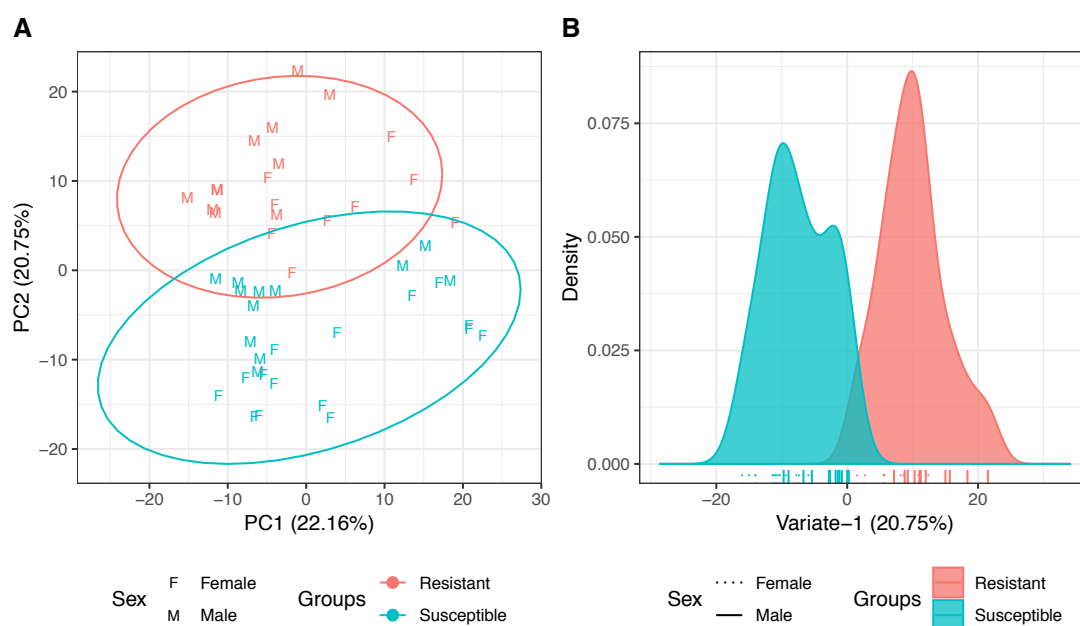 A
B
20
10
0
−10
−20
PC2 (20.75%)
−20
−10
0
10
20
30
PC1 (22.16%)
M
M
M
M
F
M
F
F
M
M
M
F
M
M
F
M
F
F
F
F
F
M
M
M
F
M
F
M
M
M
M
M
M
F
F
F
M
F
M
F
M
F
F
F
F
F
F
F
F
Sex
F Female
M Male
Groups
Resistant
Susceptible
0.075
0.050
0.025
0.000
Density
−20
0
20
Variate−1 (20.75%)
Sex
Female
Male
Groups
Resistant
Susceptible